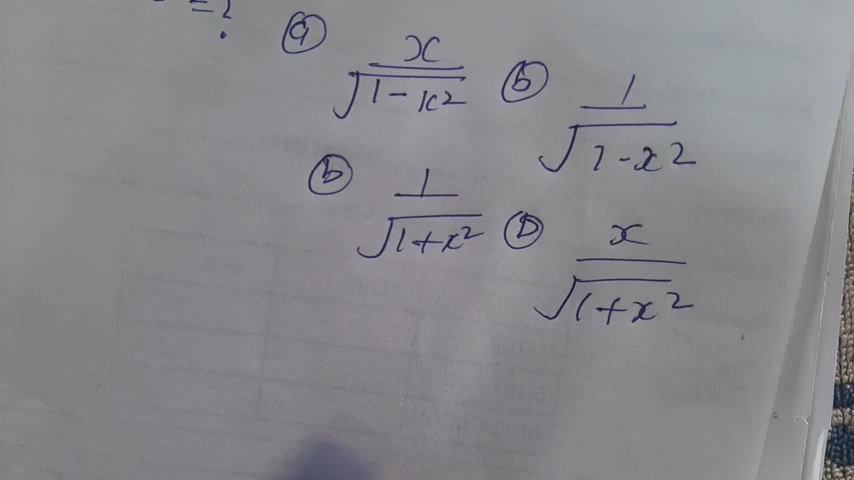 =?
ⓐ x/√(1-x²) ⓑ 1/√(1-x²)
ⓑ 1/√(1+x²) Ⓓ x/√(1+x²)